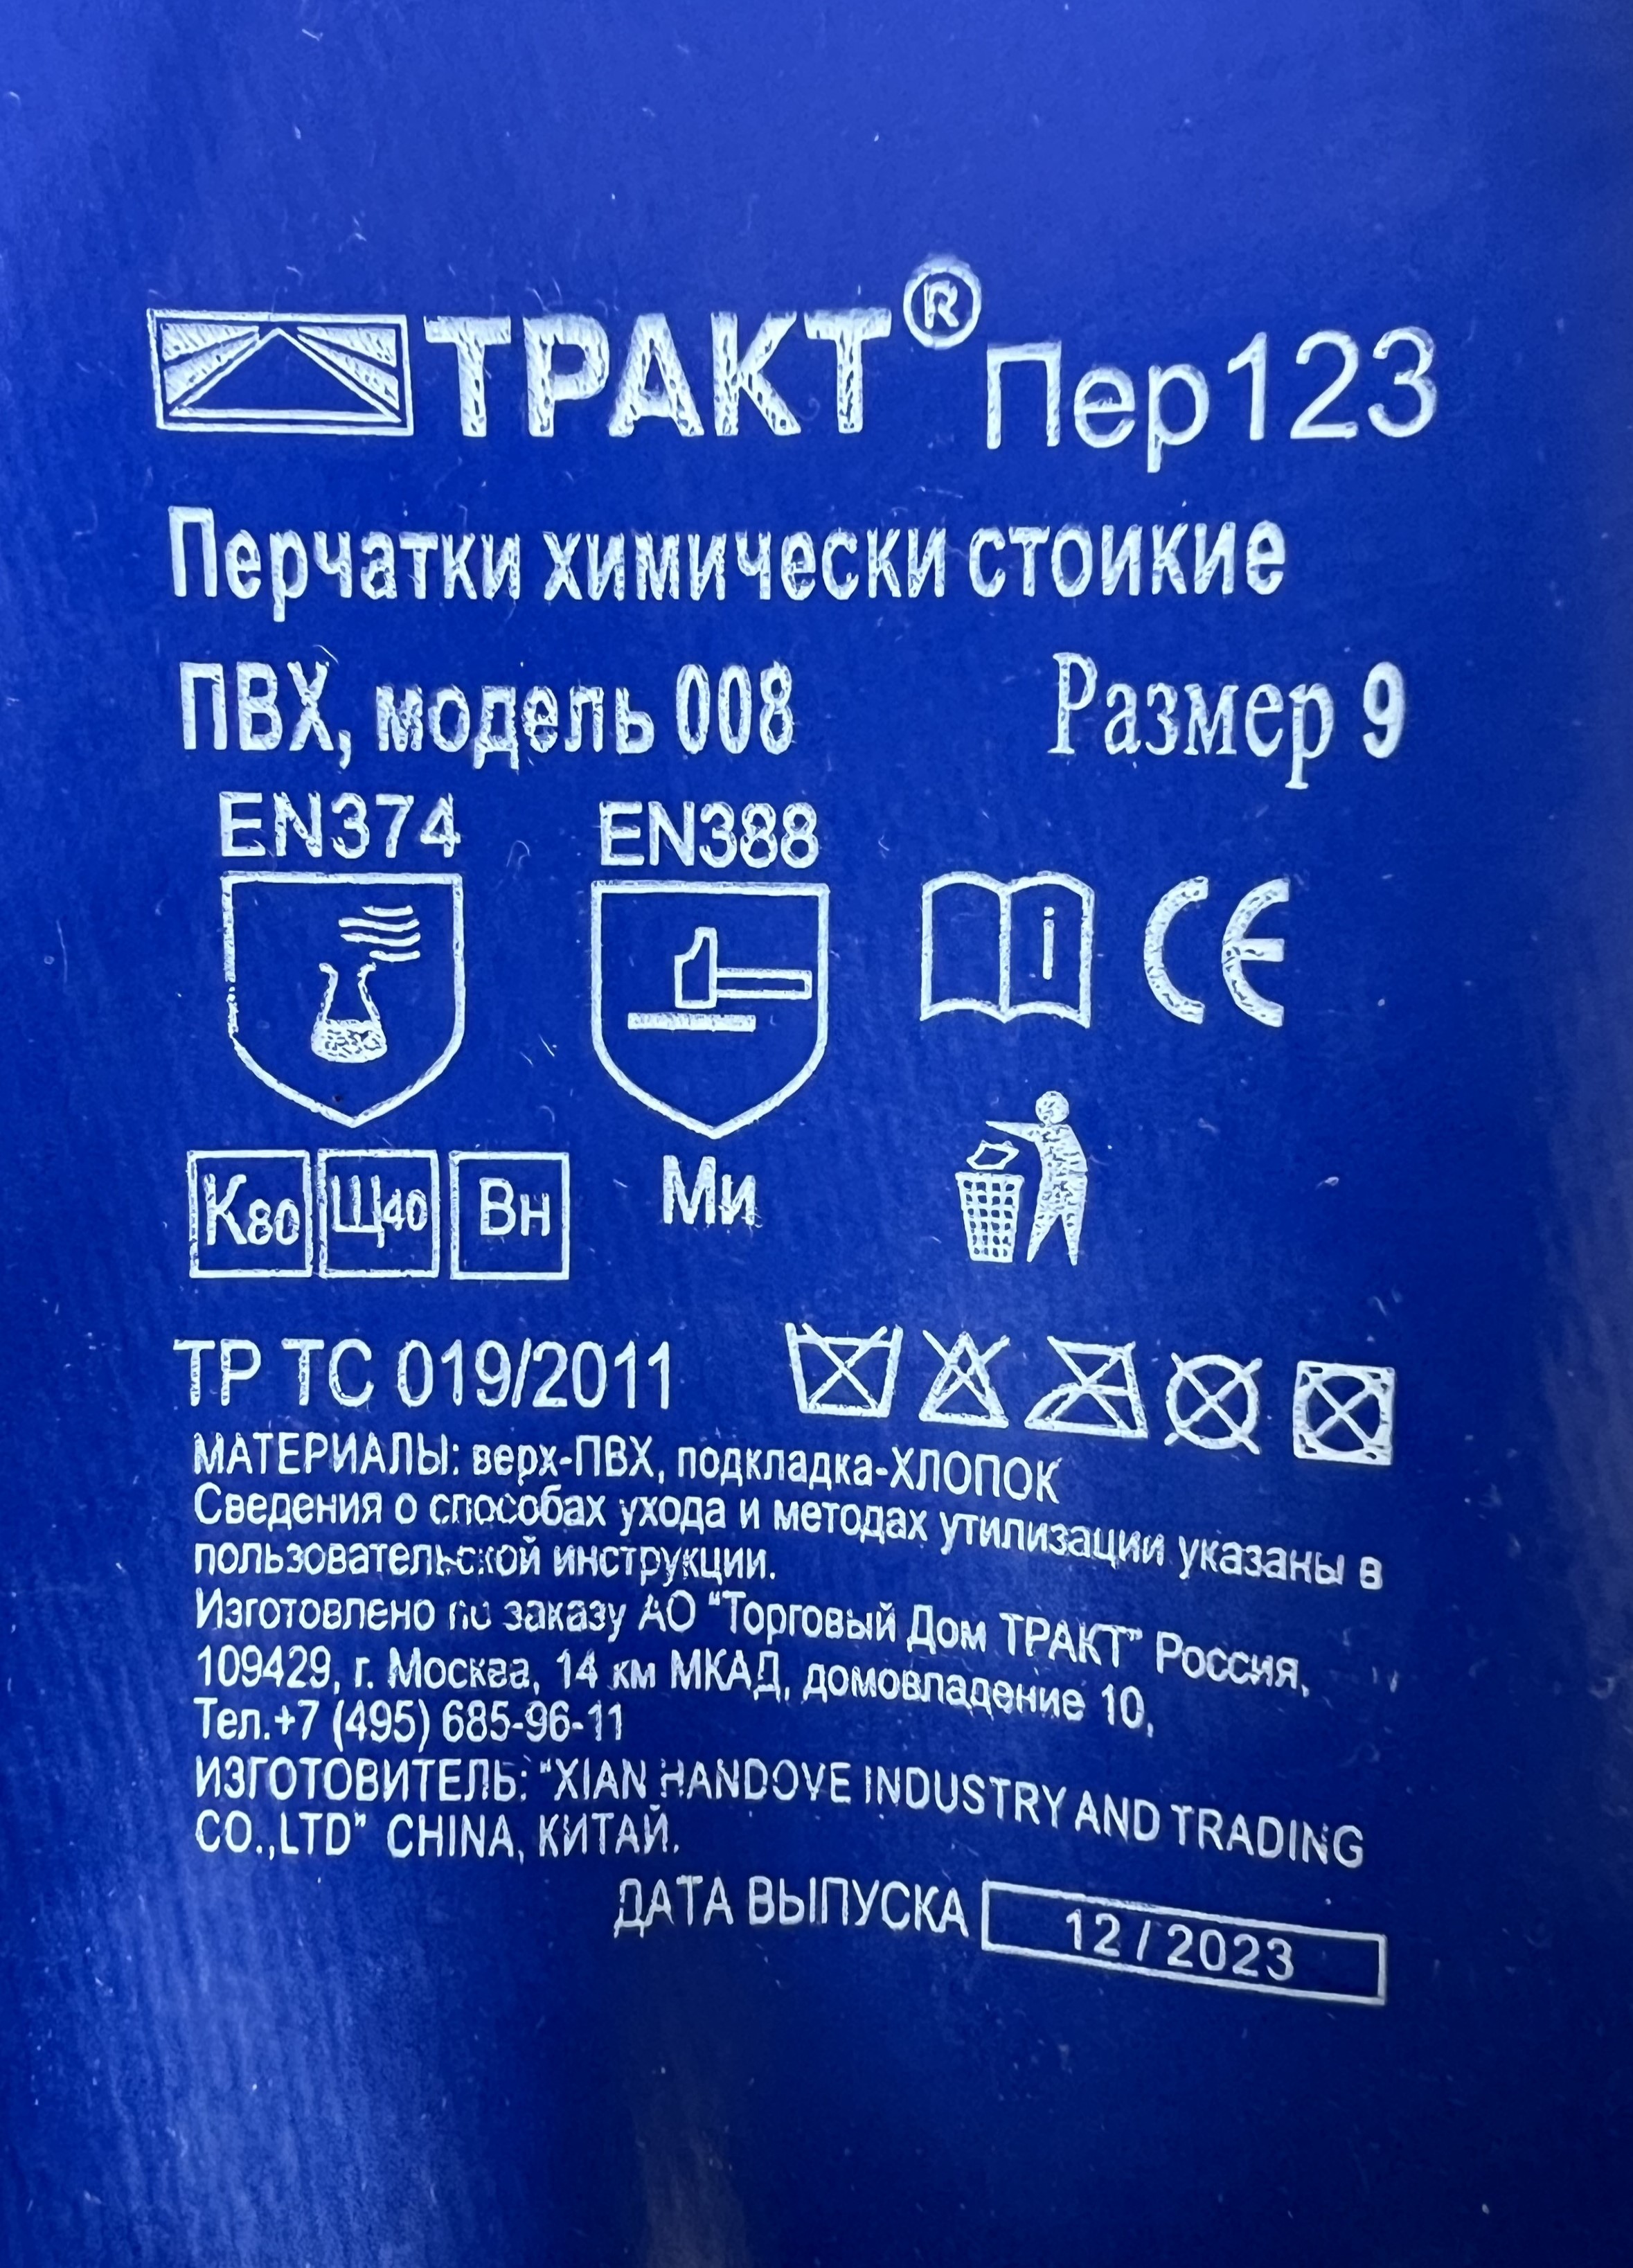 ТРАКТ® Пер123
Перчатки химически стоикие
ПВХ, модель 008 Размер 9
EN374 EN388
i CE
К80 Щ40 Вн Ми
ТР ТС 019/2011
МАТЕРИАЛЫ: верх-ПВХ, подкладка-ХЛОПОК
Сведения о способах ухода и методах утилизации указаны в
пользовательской инструкции.
Изготовлено по заказу АО "Торговый Дом ТРАКТ" Россия,
109429, г. Москва, 14 км МКАД, домовладение 10,
Тел.+7 (495) 685-96-11
ИЗГОТОВИТЕЛЬ: "XIAN HANDOVE INDUSTRY AND TRADING
CO.,LTD" CHINA, КИТАЙ.
ДАТА ВЫПУСКА 12/2023